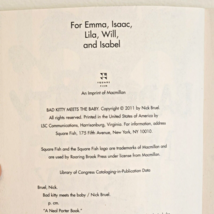 For Emma, Isaac,
Lila, Will,
and Isabel
SQUARE FISH
An Imprint of Macmillan
BAD KITTY MEETS THE BABY. Copyright © 2011 by Nick Bruel.
All rights reserved. Printed in the United States of America by
LSC Communications, Harrisonburg, Virginia. For information, address
Square Fish, 175 Fifth Avenue, New York, NY 10010
Square Fish and the Square Fish logo are trademarks of Macmillan and
are used by Roaring Brook Press under license from Macmillan.
Library of Congress Cataloging-in-Publication Data
Bruel, Nick.
Bad kitty meets the baby / Nick Bruel.
p. cm.
"A Neal Porter Book."